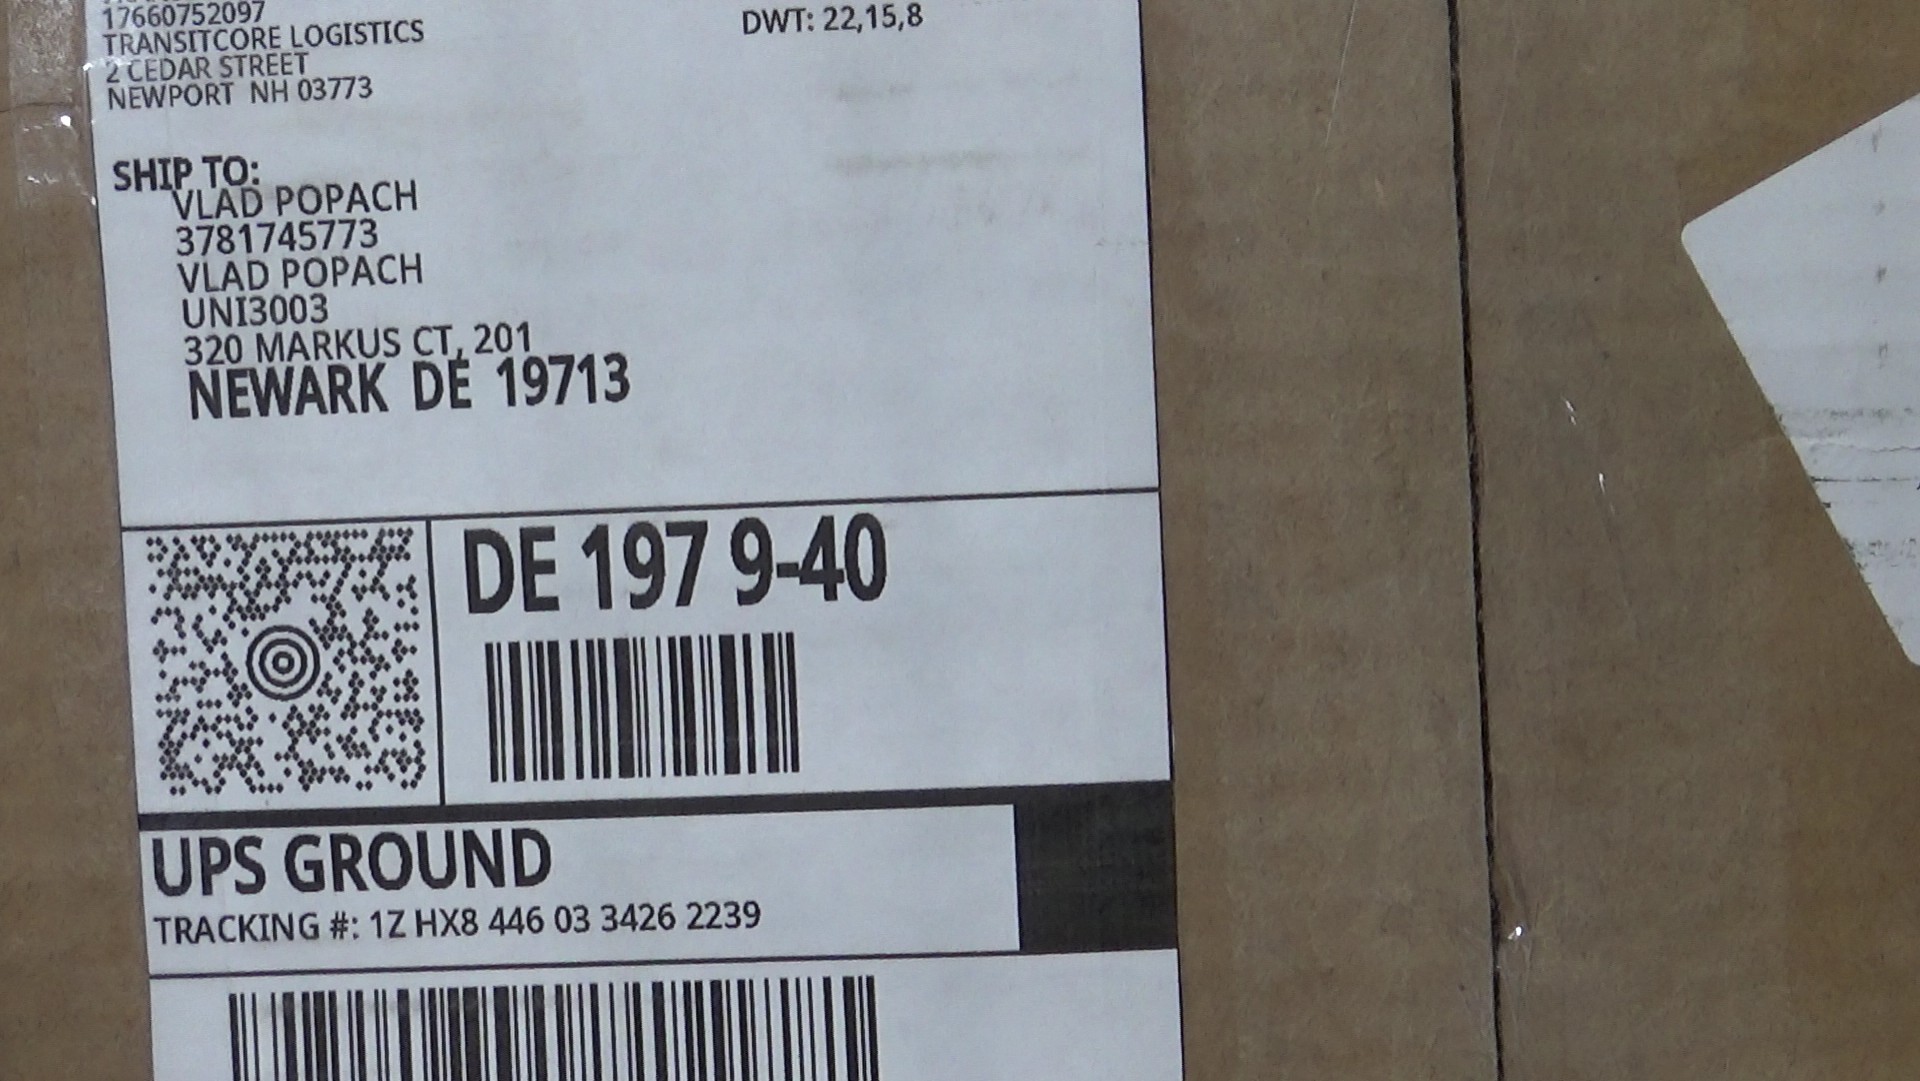 17660752097
TRANSITCORE LOGISTICS
2 CEDAR STREET
NEWPORT NH 03773
DWT: 22,15,8
SHIP TO:
VLAD POPACH
3781745773
VLAD POPACH
UNI3003
320 MARKUS CT, 201
NEWARK DE 19713
DE 197 9-40
UPS GROUND
TRACKING #: 1Z HX8 446 03 3426 2239